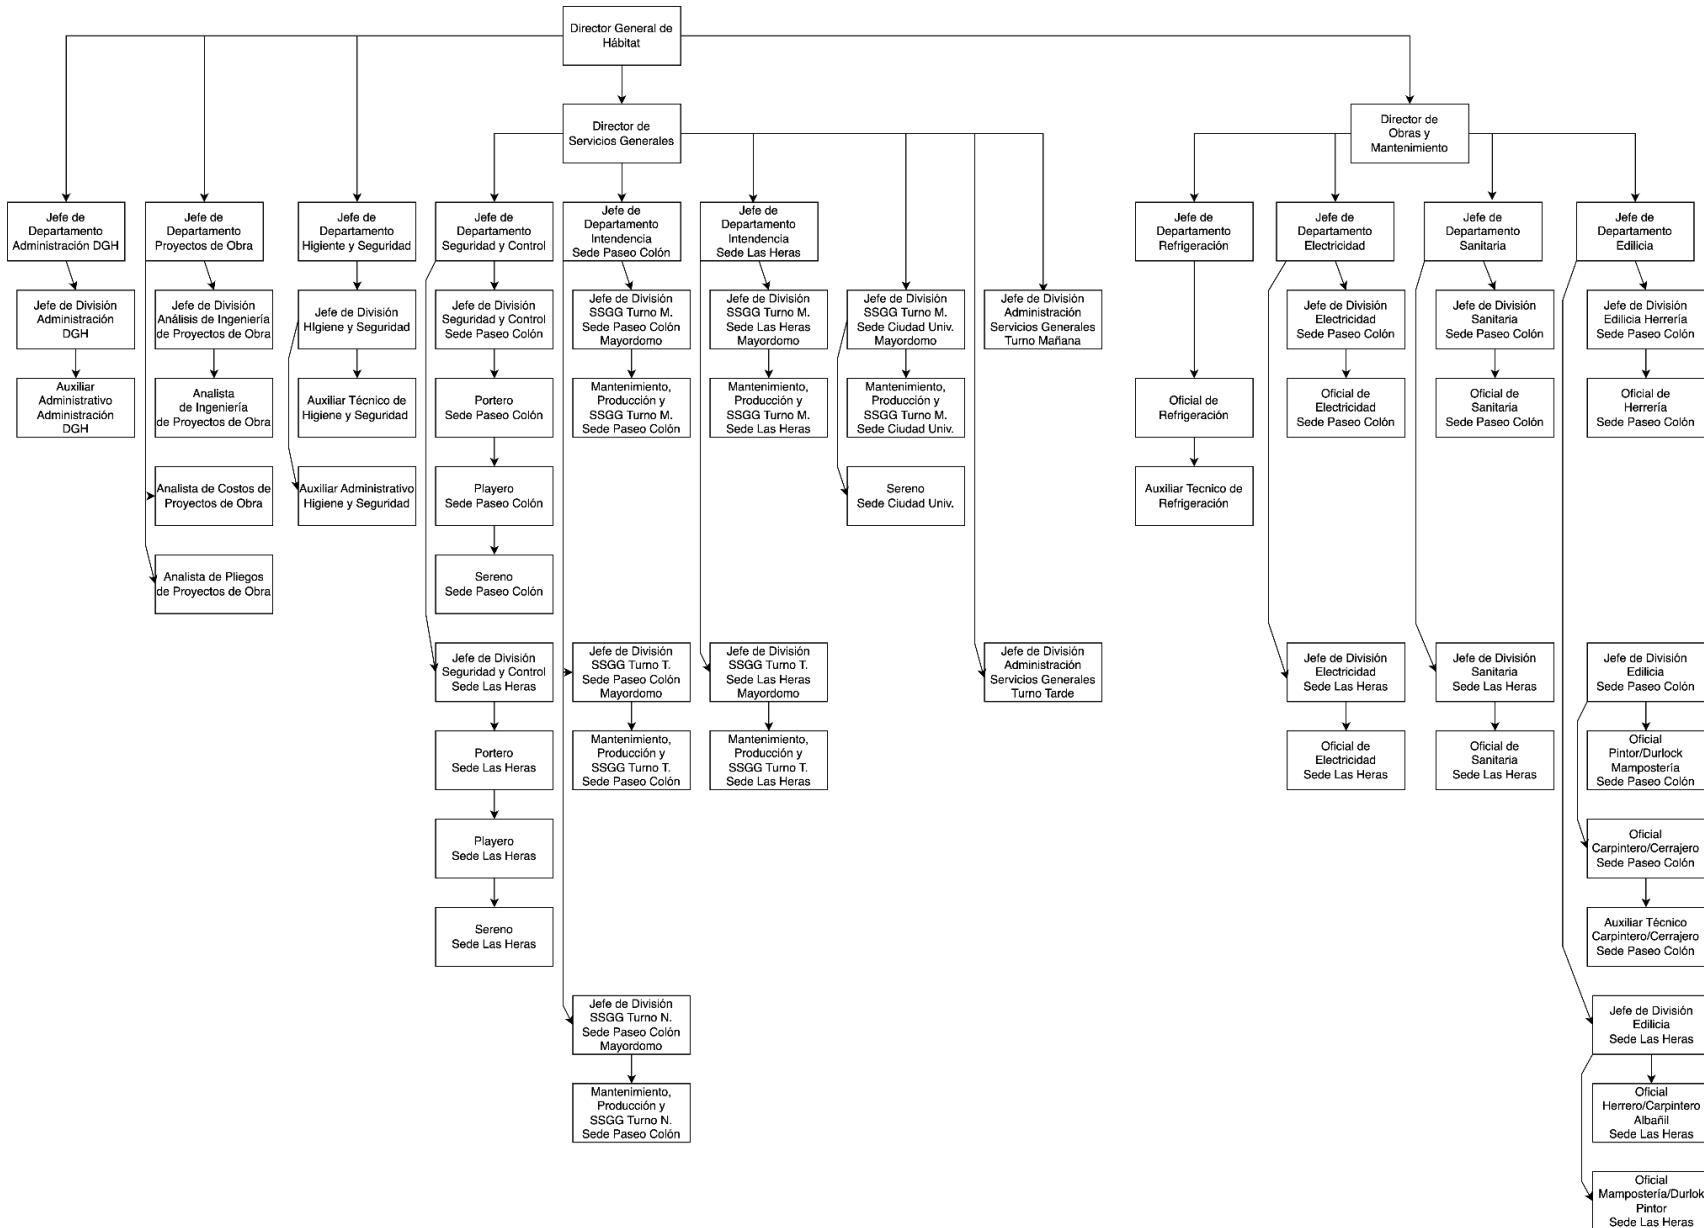 Director General de
Hábitat
Director de
Servicios Generales
Director de
Obras y
Mantenimiento
Jefe de
Departamento
Administración DGH
Jefe de
Departamento
Proyectos de Obra
Jefe de
Departamento
Higiente y Seguridad
Jefe de
Departamento
Seguridad y Control
Jefe de
Departamento
Intendencia
Sede Paseo Colón
Jefe de
Departamento
Intendencia
Sede Las Heras
Jefe de
Departamento
Refrigeración
Jefe de
Departamento
Electricidad
Jefe de
Departamento
Sanitaria
Jefe de
Departamento
Edilicia
Jefe de División
Administración
DGH
Jefe de División
Análisis de Ingeniería
de Proyectos de Obra
Jefe de División
HIgiene y Seguridad
Jefe de División
Seguridad y Control
Sede Paseo Colón
Jefe de División
SSGG Turno M.
Sede Paseo Colón
Mayordomo
Jefe de División
SSGG Turno M.
Sede Las Heras
Mayordomo
Jefe de División
SSGG Turno M.
Sede Ciudad Univ.
Mayordomo
Jefe de División
Administración
Servicios Generales
Turno Mañana
Jefe de División
Electricidad
Sede Paseo Colón
Jefe de División
Sanitaria
Sede Paseo Colón
Jefe de División
Edilicia Herrería
Sede Paseo Colón
Auxiliar
Administrativo
Administración
DGH
Analista
de Ingeniería
de Proyectos de Obra
Auxiliar Técnico de
Higiene y Seguridad
Portero
Sede Paseo Colón
Mantenimiento,
Producción y
SSGG Turno M.
Sede Paseo Colón
Mantenimiento,
Producción y
SSGG Turno M.
Sede Las Heras
Mantenimiento,
Producción y
SSGG Turno M.
Sede Ciudad Univ.
Oficial de
Refrigeración
Oficial de
Electricidad
Sede Paseo Colón
Oficial de
Sanitaria
Sede Paseo Colón
Oficial de
Herrería
Sede Paseo Colón
Analista de Costos de
Proyectos de Obra
Auxiliar Administrativo
Higiene y Seguridad
Playero
Sede Paseo Colón
Sereno
Sede Ciudad Univ.
Auxiliar Tecnico de
Refrigeración
Analista de Pliegos
de Proyectos de Obra
Sereno
Sede Paseo Colón
Jefe de División
Seguridad y Control
Sede Las Heras
Jefe de División
SSGG Turno T.
Sede Paseo Colón
Mayordomo
Jefe de División
SSGG Turno T.
Sede Las Heras
Mayordomo
Jefe de División
Administración
Servicios Generales
Turno Tarde
Jefe de División
Electricidad
Sede Las Heras
Jefe de División
Sanitaria
Sede Las Heras
Jefe de División
Edilicia
Sede Paseo Colón
Portero
Sede Las Heras
Mantenimiento,
Producción y
SSGG Turno T.
Sede Paseo Colón
Mantenimiento,
Producción y
SSGG Turno T.
Sede Las Heras
Oficial de
Electricidad
Sede Las Heras
Oficial de
Sanitaria
Sede Las Heras
Oficial
Pintor/Durlock
Mampostería
Sede Paseo Colón
Playero
Sede Las Heras
Oficial
Carpintero/Cerrajero
Sede Paseo Colón
Sereno
Sede Las Heras
Auxiliar Técnico
Carpintero/Cerrajero
Sede Paseo Colón
Jefe de División
SSGG Turno N.
Sede Paseo Colón
Mayordomo
Jefe de División
Edilicia
Sede Las Heras
Mantenimiento,
Producción y
SSGG Turno N.
Sede Paseo Colón
Oficial
Herrero/Carpintero
Albañil
Sede Las Heras
Oficial
Mampostería/Durlok
Pintor
Sede Las Heras